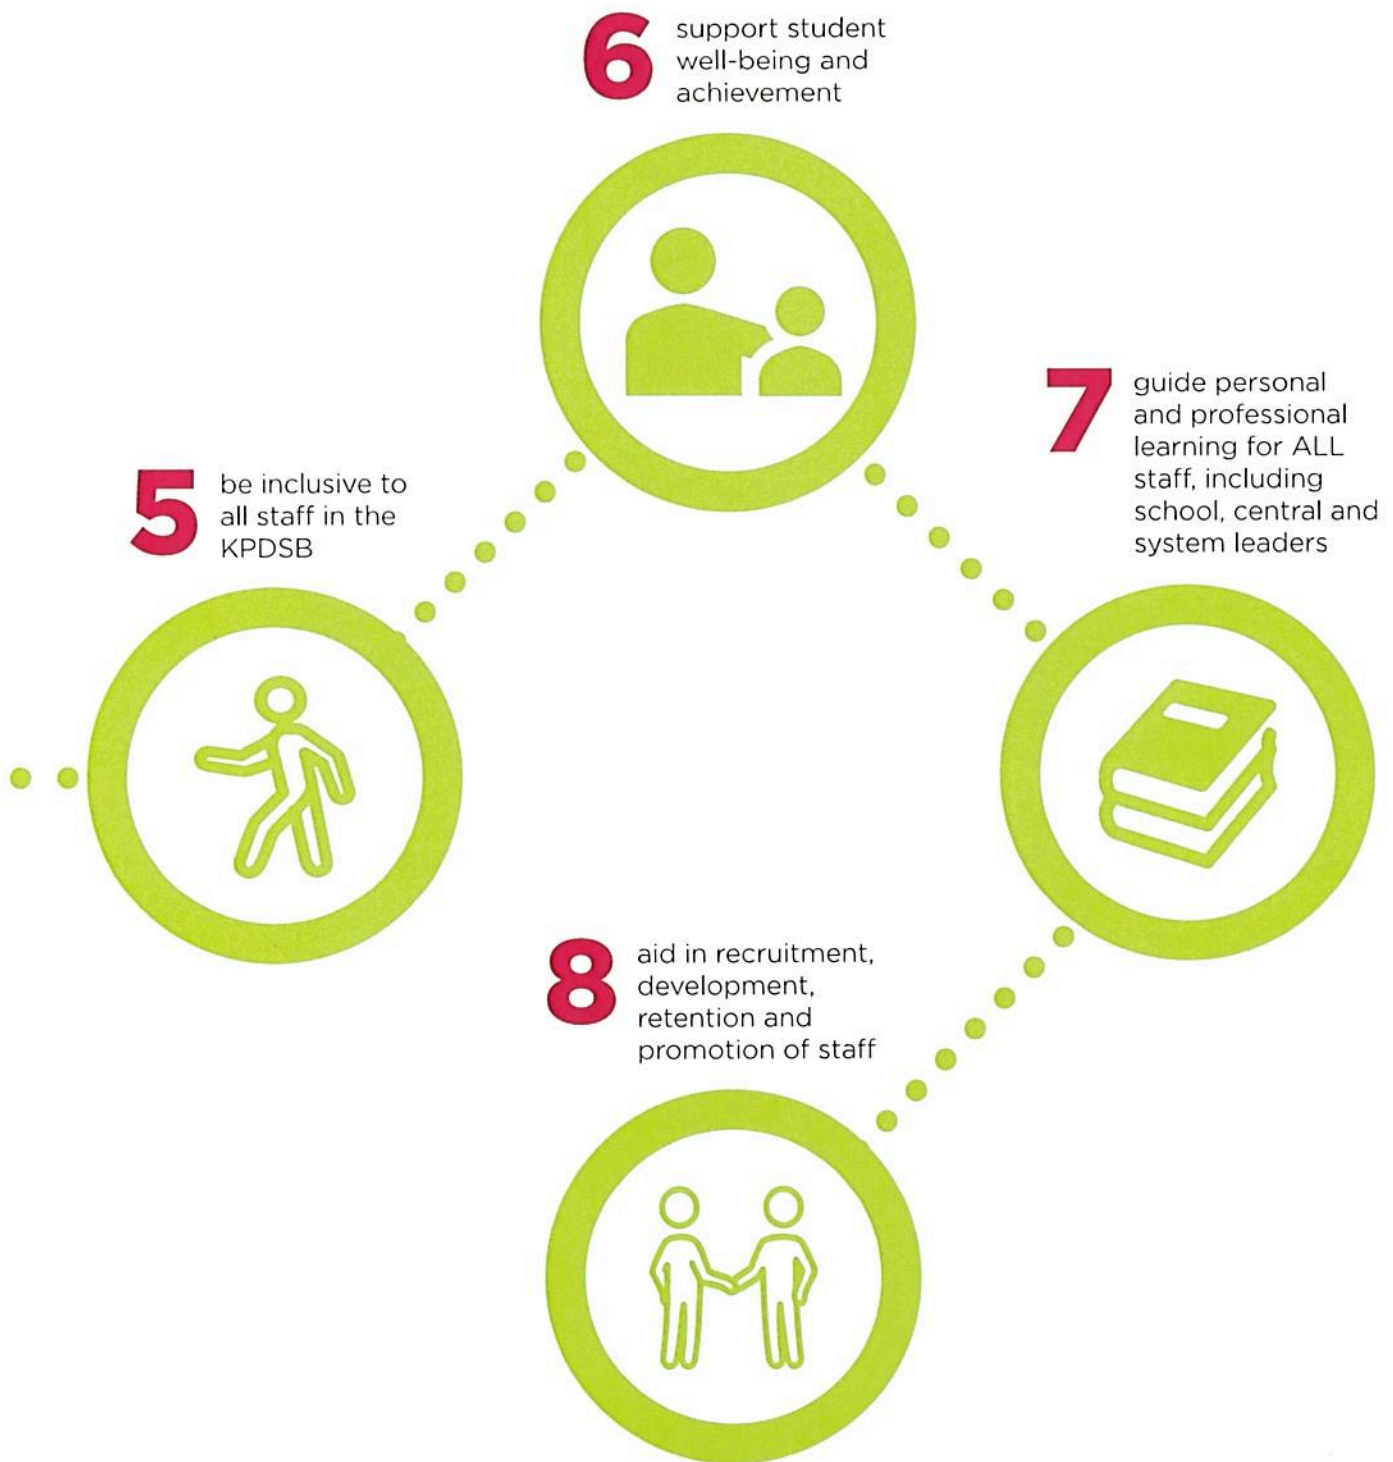 6
support student
well-being and
achievement
7
guide personal
and professional
learning for ALL
staff, including
school, central and
system leaders
5
be inclusive to
all staff in the
KPDSB
8
aid in recruitment,
development,
retention and
promotion of staff